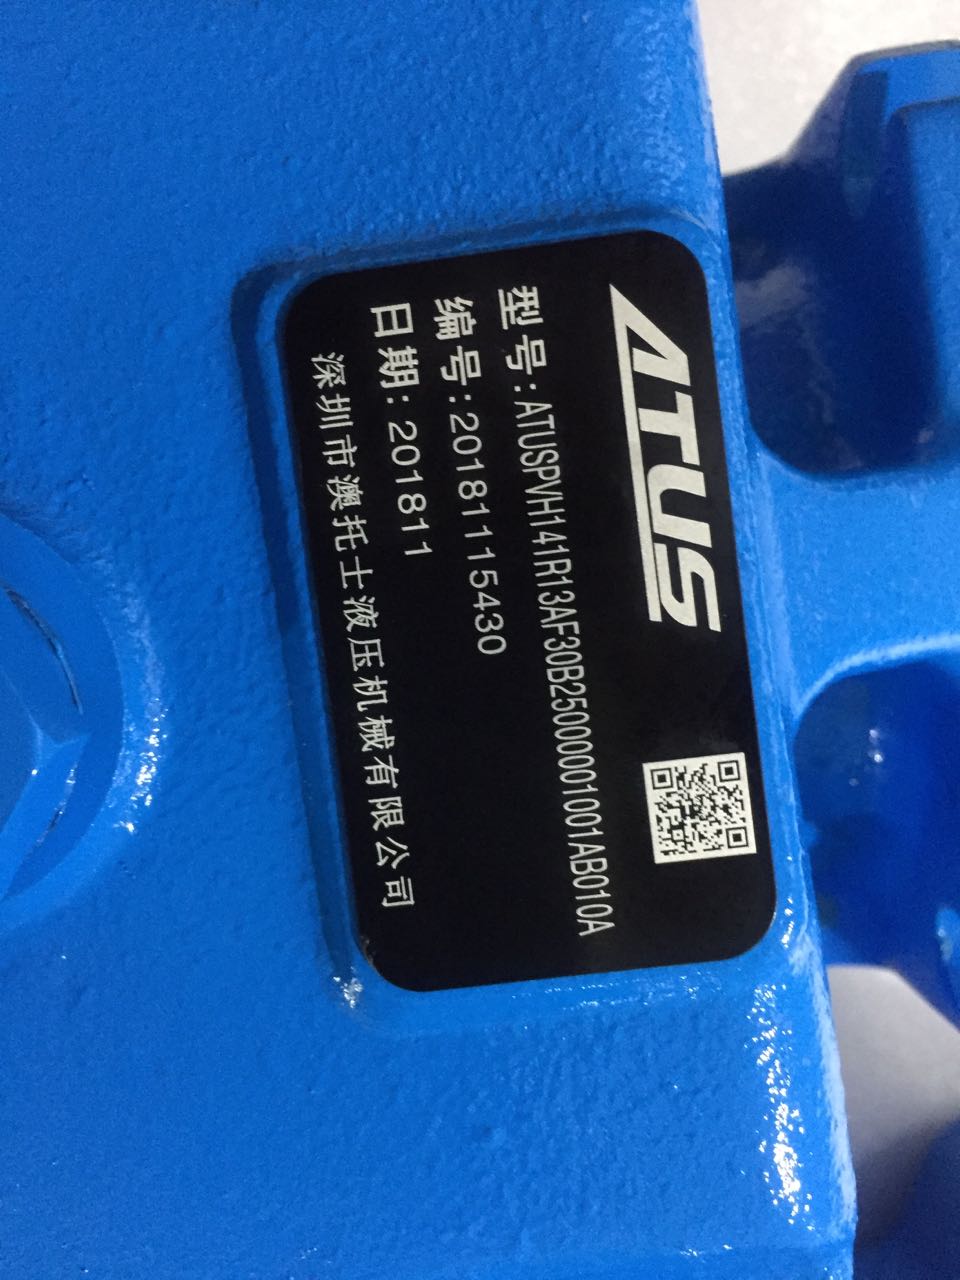 ATUS
型号:ATUSPVH141R13AF30B250000001001AB010A
编号:2018115430
日期:201811
深圳市澳托士液压机械有限公司